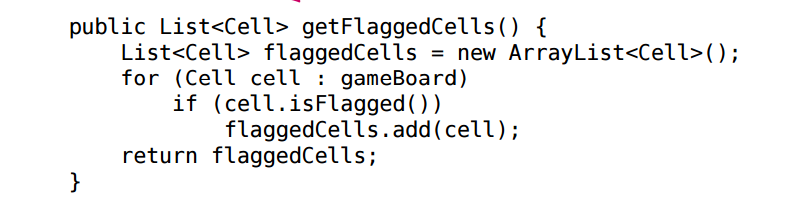 public List<Cell> getFlaggedCells() {
    List<Cell> flaggedCells = new ArrayList<Cell>();
    for (Cell cell : gameBoard)
        if (cell.isFlagged())
            flaggedCells.add(cell);
    return flaggedCells;
}